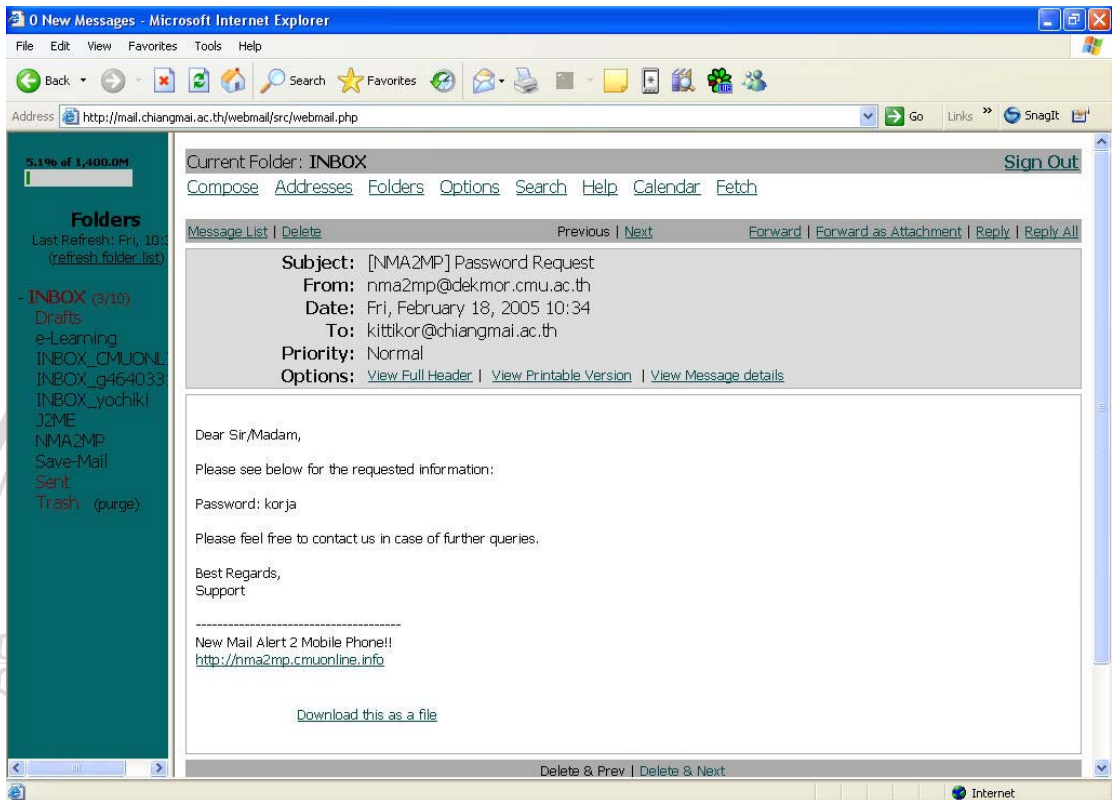 0 New Messages - Microsoft Internet Explorer
File Edit View Favorites Tools Help
Back Search Favorites
Address http://mail.chiangmai.ac.th/webmail/src/webmail.php Go Links » SnagIt
5.1% of 1,400.0M
Folders
Last Refresh: Fri, 10:3
(refresh folder list)
- INBOX (3/10)
Drafts
e-Learning
INBOX_CMUONL
INBOX_g464033
INBOX_yochiki
J2ME
NMA2MP
Save-Mail
Sent
Trash (purge)
Current Folder: INBOX Sign Out
Compose Addresses Folders Options Search Help Calendar Fetch
Message List | Delete Previous | Next Forward | Forward as Attachment | Reply | Reply All
Subject: [NMA2MP] Password Request
From: nma2mp@dekmor.cmu.ac.th
Date: Fri, February 18, 2005 10:34
To: kittikor@chiangmai.ac.th
Priority: Normal
Options: View Full Header | View Printable Version | View Message details
Dear Sir/Madam,
Please see below for the requested information:
Password: korja
Please feel free to contact us in case of further queries.
Best Regards,
Support
-------------------------------------
New Mail Alert 2 Mobile Phone!!
http://nma2mp.cmuonline.info
Download this as a file
Delete & Prev | Delete & Next
Internet